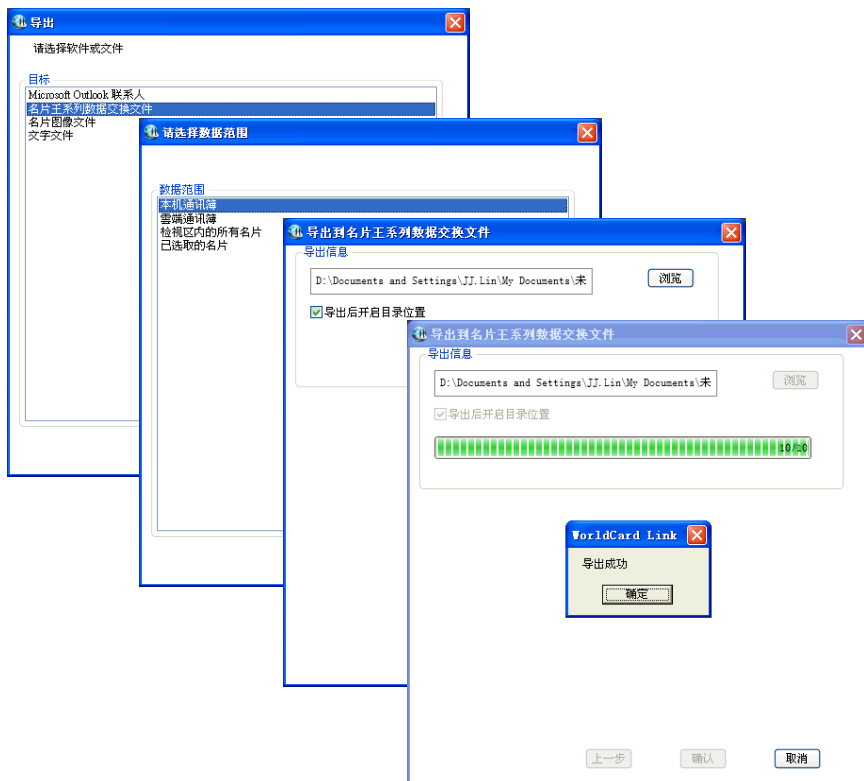 导出
请选择软件或文件
目标
Microsoft Outlook 联系人
名片王系列数据交换文件
名片图像文件
文字文件
请选择数据范围
数据范围
本机通讯簿
雲端通讯簿
检视区内的所有名片
已选取的名片
导出到名片王系列数据交换文件
导出信息
D:\Documents and Settings\JJ.Lin\My Documents\未
浏览
导出后开启目录位置
导出到名片王系列数据交换文件
导出信息
D:\Documents and Settings\JJ.Lin\My Documents\未
浏览
导出后开启目录位置
10/10
WorldCard Link
导出成功
确定
上一步
确认
取消